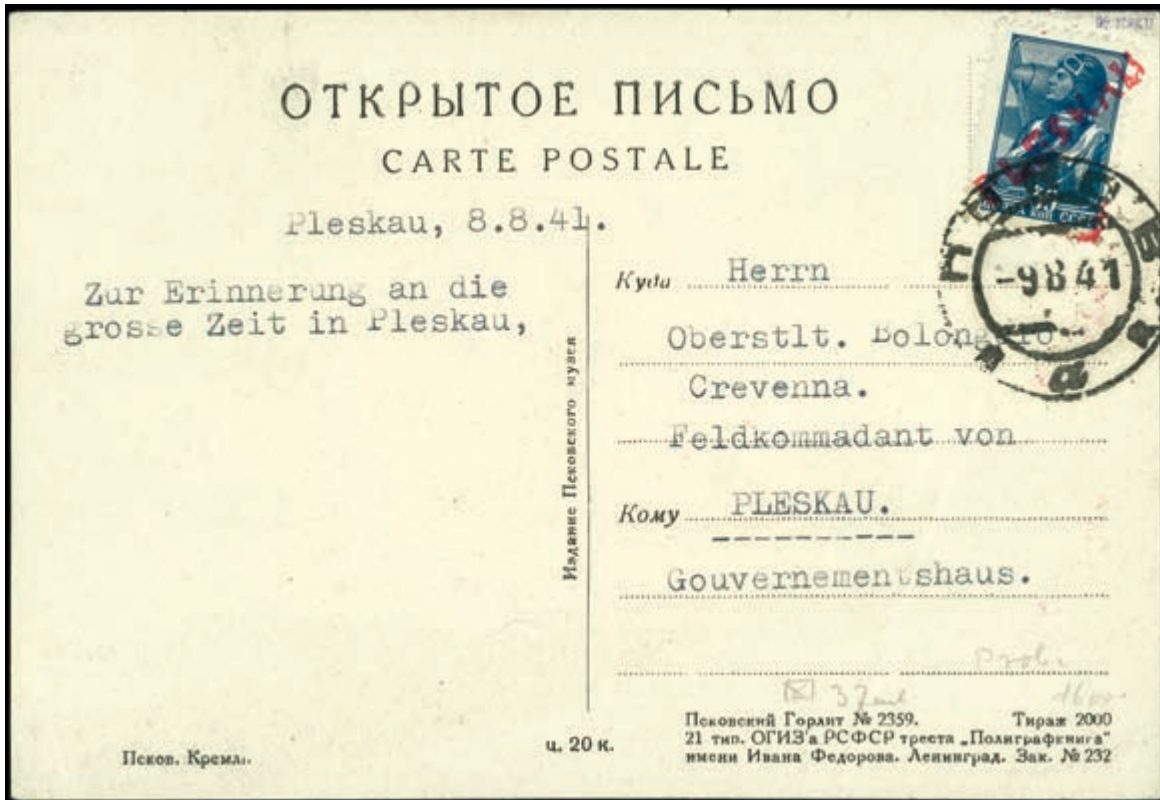 ОТКРЫТОЕ ПИСЬМО
CARTE POSTALE
Pleskau, 8.8.41.
Zur Erinnerung an die
grosse Zeit in Pleskau,
Издание Псковского музея
Куда Herrn
Oberstlt. Bolongaro
Crevenna.
Feldkommadant von
Кому PLESKAU.
Gouvernementshaus.
-9 8 41
a
Псков. Кремль.
ц. 20 к.
Псковский Горлит № 2359. Тираж 2000
21 тип. ОГИЗ'а РСФСР треста „Полиграфкнига"
имени Ивана Федорова. Ленинград. Зак. № 232